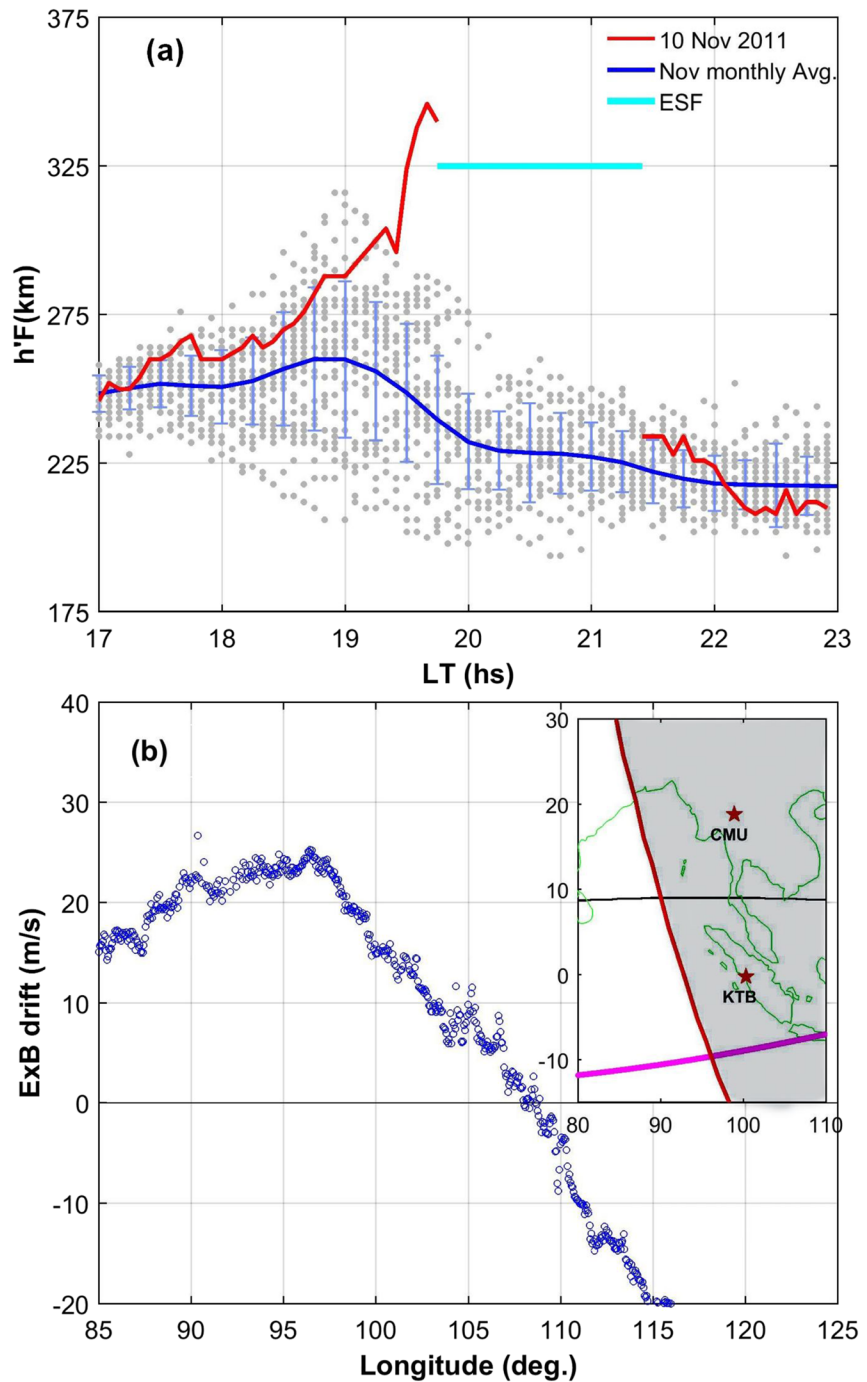 (a)
10 Nov 2011
Nov monthly Avg.
ESF
375
325
275
225
175
h'F(km)
17 18 19 20 21 22 23
LT (hs)
(b)
40
30
20
10
0
-10
-20
ExB drift (m/s)
85 90 95 100 105 110 115 120 125
Longitude (deg.)
30
20
10
0
-10
80 90 100 110
CMU
KTB